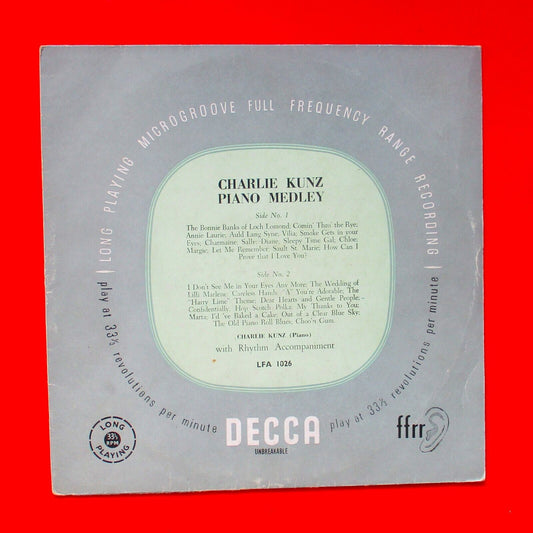 LONG PLAYING MICROGROOVE FULL FREQUENCY RANGE RECORDING
CHARLIE KUNZ
PIANO MEDLEY
Side No. 1
The Bonnie Banks of Loch Lomond; Comin' Thro' the Rye;
Annie Laurie; Auld Lang Syne; Vilia; Smoke Gets in your
Eyes; Charmaine; Sally; Diane; Sleepy Time Gal; Chloe;
Margie; Let Me Remember; Sault St. Marie; How Can I
Prove that I Love You?
Side No. 2
I Don't See Me in Your Eyes Any More; The Wedding of
Lilli Marlene; Careless Hands; "A" You're Adorable; The
"Harry Lime" Theme; Dear Hearts and Gentle People;
Confidentially; Hop Scotch Polka; My Thanks to You;
Marta; I'd 've Baked a Cake; Out of a Clear Blue Sky;
The Old Piano Roll Blues; Choo'n Gum.
CHARLIE KUNZ (Piano)
with Rhythm Accompaniment
LFA 1026
play at 33⅓ revolutions per minute
play at 33⅓ revolutions per minute
LONG
33⅓
RPM
PLAYING
DECCA
UNBREAKABLE
ffrr